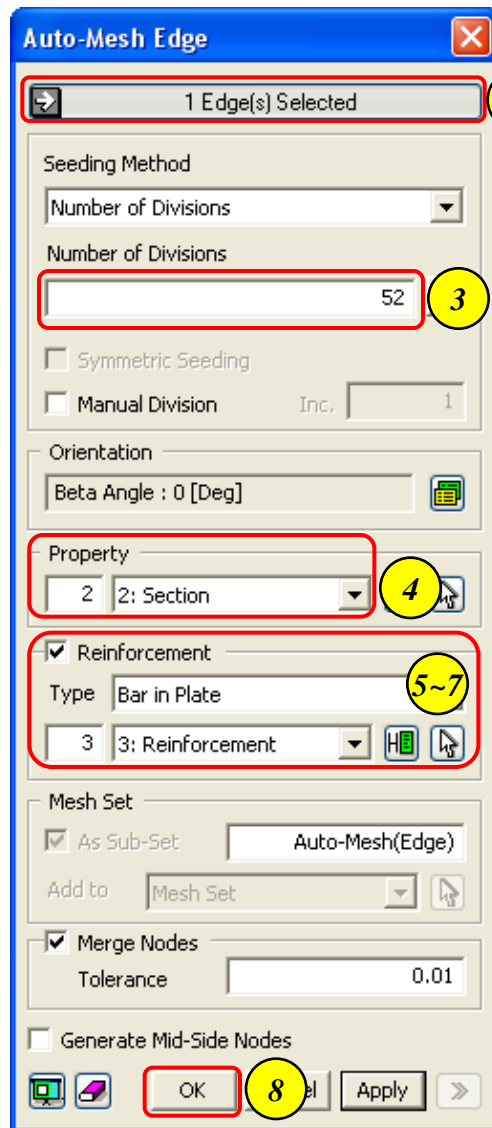 Auto-Mesh Edge
1 Edge(s) Selected
Seeding Method
Number of Divisions
Number of Divisions
52 3
Symmetric Seeding
Manual Division Inc. 1
Orientation
Beta Angle : 0 [Deg]
Property
2 2: Section 4
Reinforcement
Type Bar in Plate 5~7
3 3: Reinforcement
Mesh Set
As Sub-Set Auto-Mesh(Edge)
Add to Mesh Set
Merge Nodes
Tolerance 0.01
Generate Mid-Side Nodes
OK 8 Apply